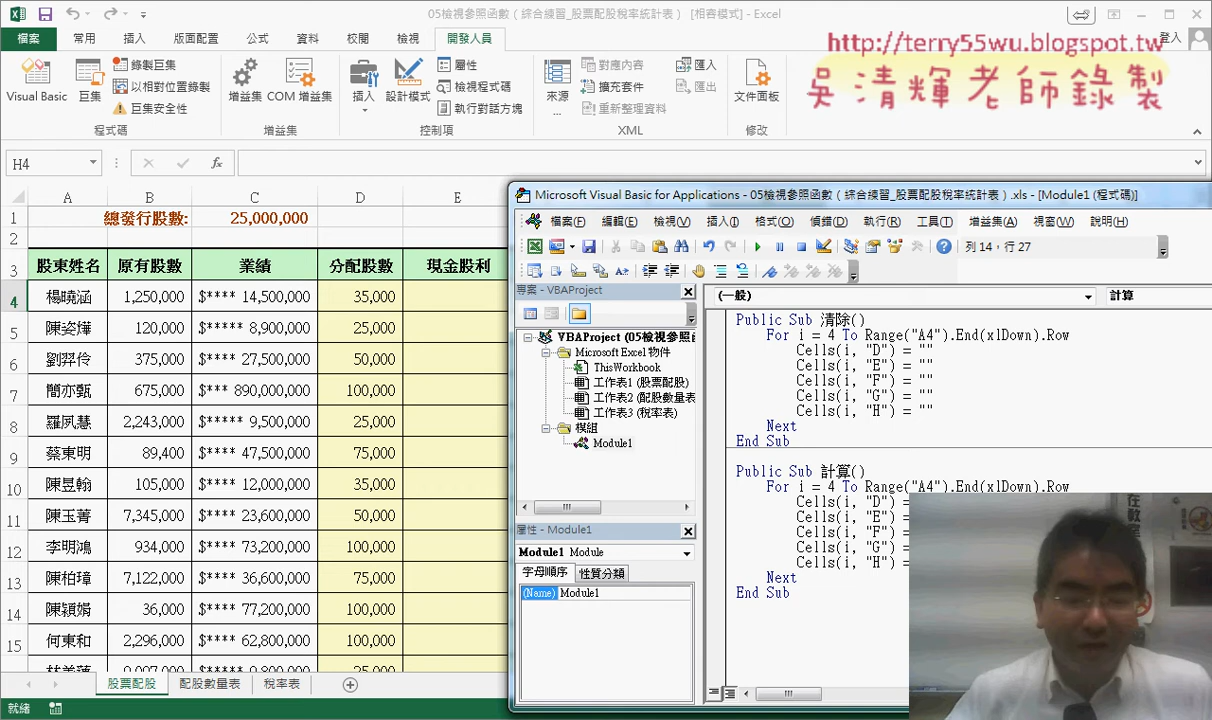 05檢視參照函數（綜合練習_股票配股稅率統計表） [相容模式] - Excel
檔案 常用 插入 版面配置 公式 資料 校閱 檢視 開發人員 登入
http://terry55wu.blogspot.tw
吳清輝老師錄製
Visual Basic 巨集 錄製巨集 以相對位置錄製 巨集安全性
增益集 COM 增益集 插入 設計模式 屬性 檢視程式碼 執行對話方塊
來源... 對應內容 擴充套件 重新整理資料 匯入 匯出 文件面板
程式碼 增益集 控制項 XML 修改
H4 fx
A B C D E
1 總發行股數: 25,000,000
2
3 股東姓名 原有股數 業績 分配股數 現金股利
4 楊曉涵 1,250,000 $**** 14,500,000 35,000
5 陳姿燁 120,000 $***** 8,900,000 25,000
6 劉羿伶 375,000 $**** 27,500,000 50,000
7 簡亦甄 675,000 $*** 890,000,000 100,000
8 羅夙慧 2,243,000 $***** 9,500,000 25,000
9 蔡東明 89,400 $**** 47,500,000 75,000
10 陳昱翰 105,000 $**** 12,000,000 35,000
11 陳玉菁 7,345,000 $**** 23,600,000 50,000
12 李明鴻 934,000 $**** 73,200,000 100,000
13 陳柏璋 7,122,000 $**** 36,600,000 75,000
14 陳穎娟 36,000 $**** 77,200,000 100,000
15 何東和 2,296,000 $**** 62,800,000 100,000
股票配股 配股數量表 稅率表
就緒
Microsoft Visual Basic for Applications - 05檢視參照函數（綜合練習_股票配股稅率統計表）.xls - [Module1 (程式碼)]
檔案(F) 編輯(E) 檢視(V) 插入(I) 格式(O) 偵錯(D) 執行(R) 工具(T) 增益集(A) 視窗(W) 說明(H)
列 14，行 27
專案 - VBAProject
VBAProject (05檢視參照函
Microsoft Excel 物件
ThisWorkbook
工作表1 (股票配股)
工作表2 (配股數量表
工作表3 (稅率表)
模組
Module1
屬性 - Module1
Module1 Module
字母順序 性質分類
(Name) Module1
(一般) 計算
Public Sub 清除()
For i = 4 To Range("A4").End(xlDown).Row
Cells(i, "D") = ""
Cells(i, "E") = ""
Cells(i, "F") = ""
Cells(i, "G") = ""
Cells(i, "H") = ""
Next
End Sub
Public Sub 計算()
For i = 4 To Range("A4").End(xlDown).Row
Cells(i, "D") =
Cells(i, "E") =
Cells(i, "F") =
Cells(i, "G") =
Cells(i, "H") =
Next
End Sub